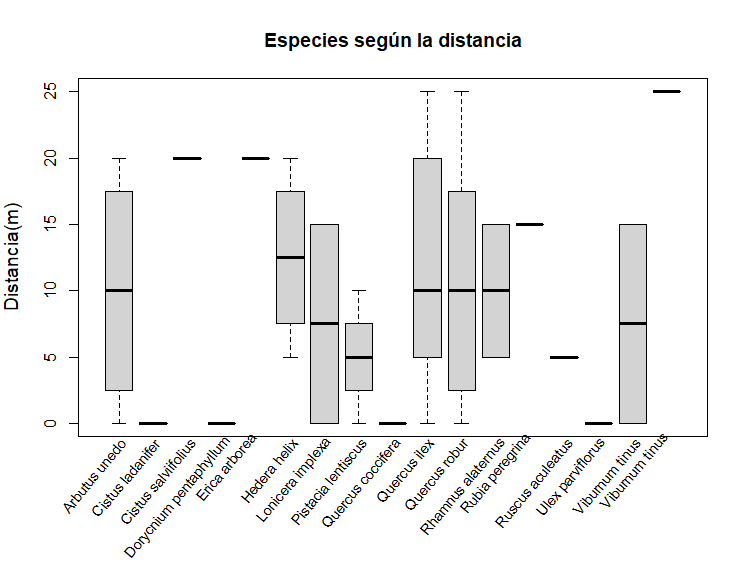 Especies según la distancia
Distancia(m)
25
20
15
10
5
0
Arbutus unedo
Cistus ladanifer
Cistus salviifolius
Dorycnium pentaphyllum
Erica arborea
Hedera helix
Lonicera implexa
Pistacia lentiscus
Quercus coccifera
Quercus ilex
Quercus robur
Rhamnus alaternus
Rubia peregrina
Ruscus aculeatus
Ulex parviflorus
Viburnum tinus
Viburnum tinus